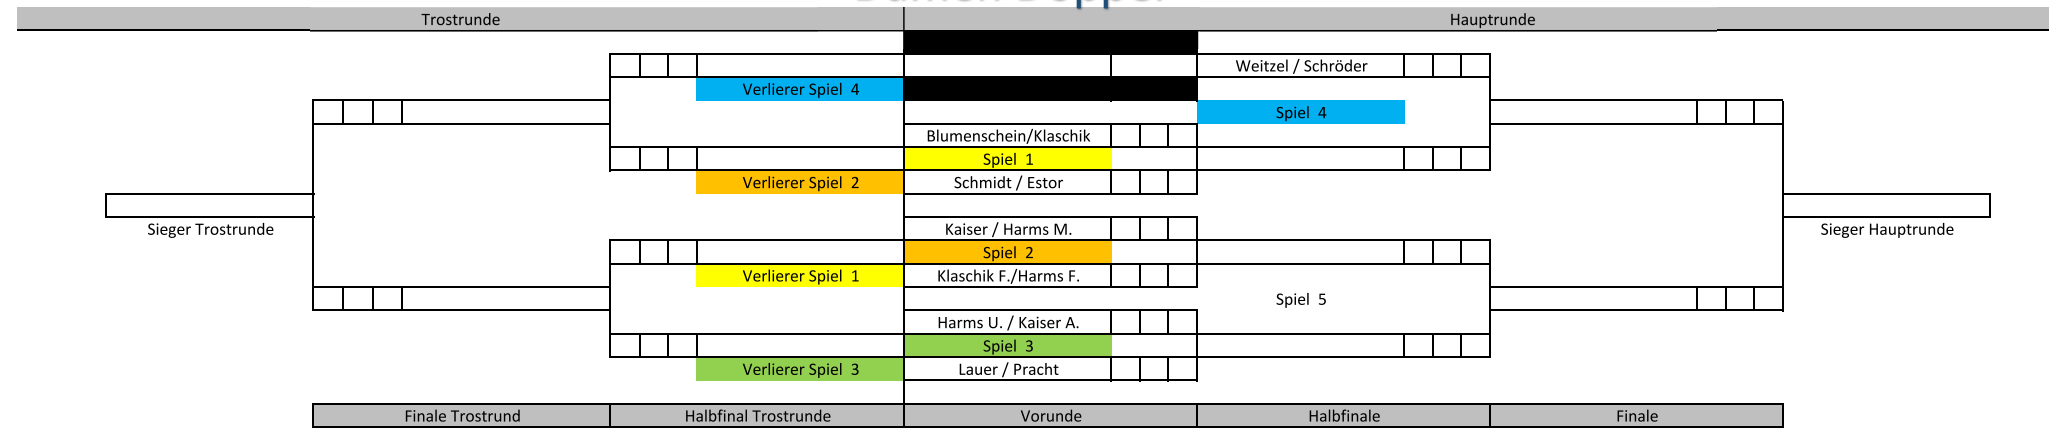 Trostrunde Hauptrunde
Weitzel / Schröder
Verlierer Spiel 4
Spiel 4
Blumenschein/Klaschik
Spiel 1
Verlierer Spiel 2 Schmidt / Estor
Kaiser / Harms M.
Sieger Trostrunde Sieger Hauptrunde
Spiel 2
Verlierer Spiel 1 Klaschik F./Harms F.
Spiel 5
Harms U. / Kaiser A.
Spiel 3
Verlierer Spiel 3 Lauer / Pracht
Finale Trostrund Halbfinal Trostrunde Vorunde Halbfinale Finale